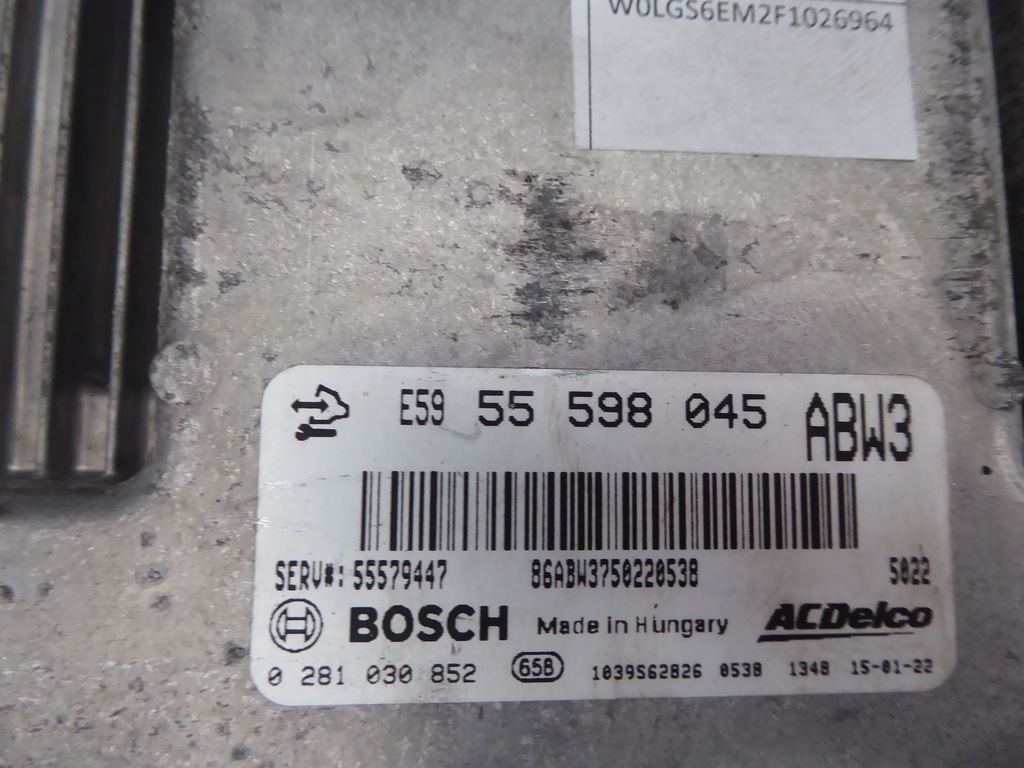 W0LGS6EM2F1026964
E59 55 598 045 ABW3
SERV#: 55579447 86ABW3750220538 5022
BOSCH Made in Hungary ACDelco
0 281 030 852 658 1039S62826 0538 1348 15-01-22